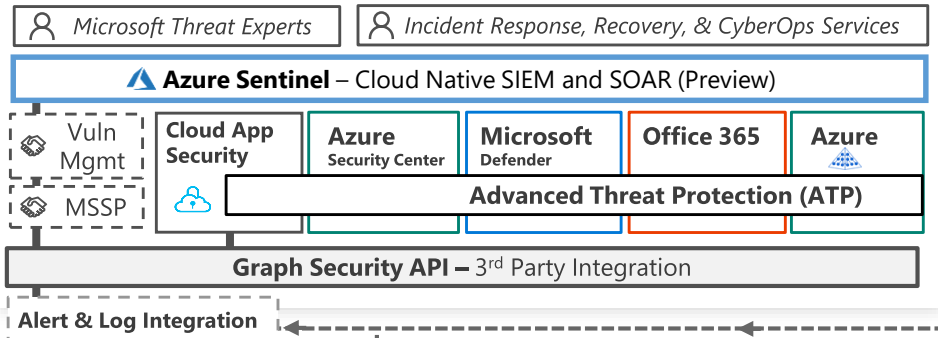 Microsoft Threat Experts
Incident Response, Recovery, & CyberOps Services
Azure Sentinel – Cloud Native SIEM and SOAR (Preview)
Vuln
Mgmt
MSSP
Cloud App
Security
Azure
Security Center
Microsoft
Defender
Office 365
Azure
Advanced Threat Protection (ATP)
Graph Security API – 3rd Party Integration
Alert & Log Integration